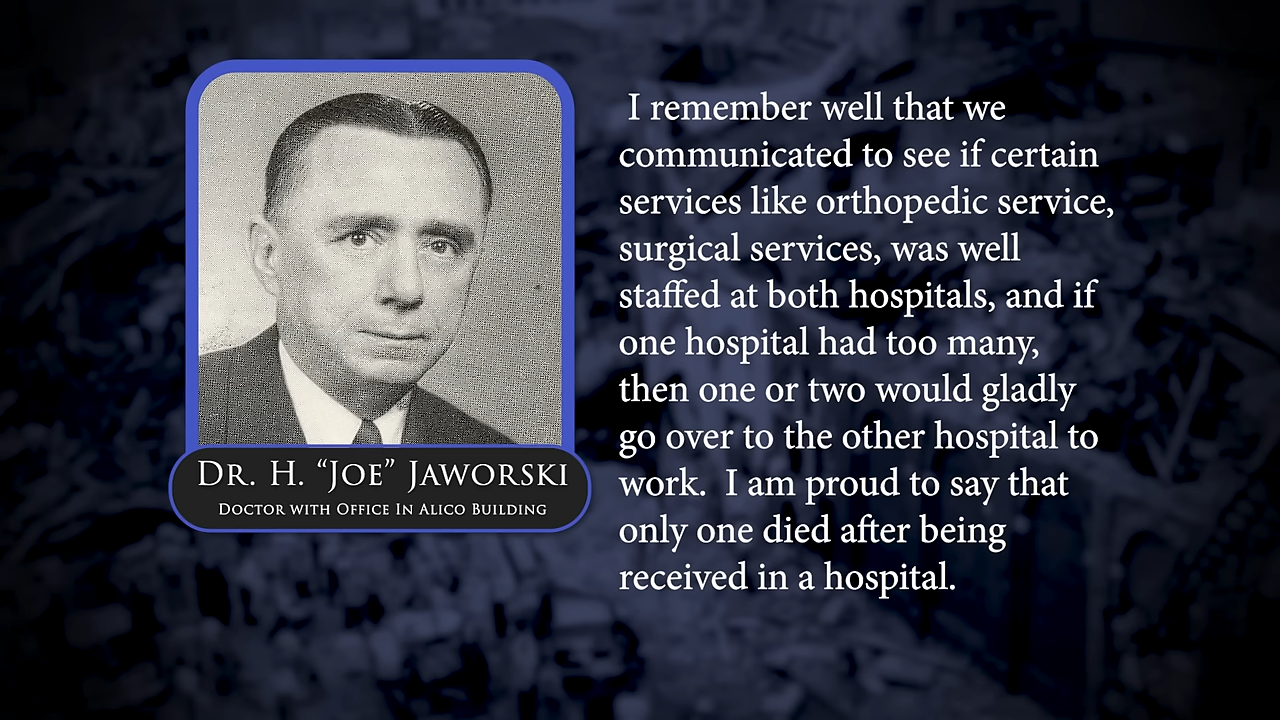 I remember well that we
communicated to see if certain
services like orthopedic service,
surgical services, was well
staffed at both hospitals, and if
one hospital had too many,
then one or two would gladly
go over to the other hospital to
work.  I am proud to say that
only one died after being
received in a hospital.
Dr. H. “Joe” Jaworski
Doctor with Office In Alico Building